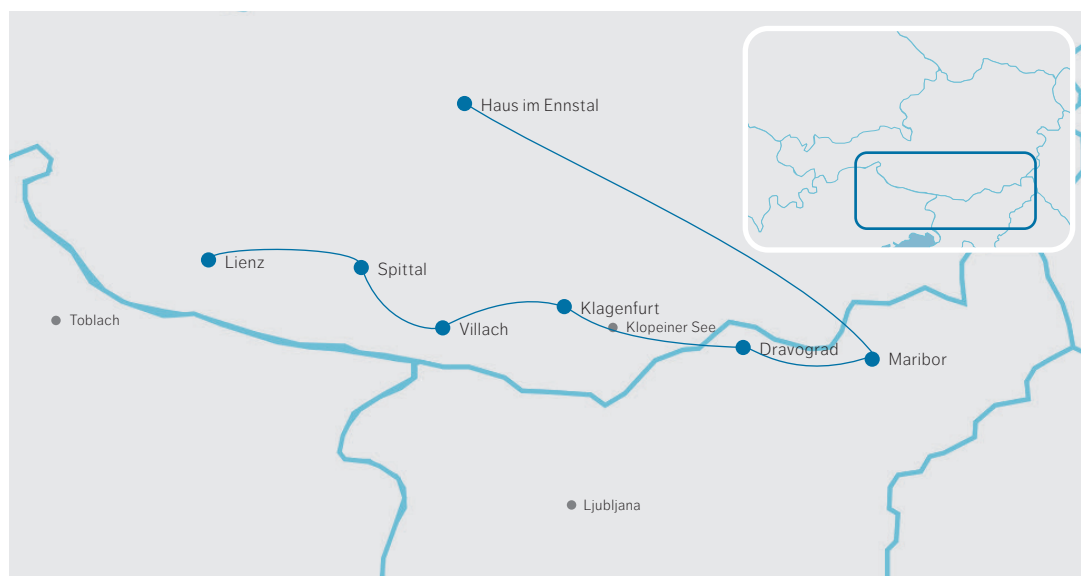 Haus im Ennstal
Lienz
Spittal
Klagenfurt
Toblach
Villach
Klopeiner See
Dravograd
Maribor
Ljubljana